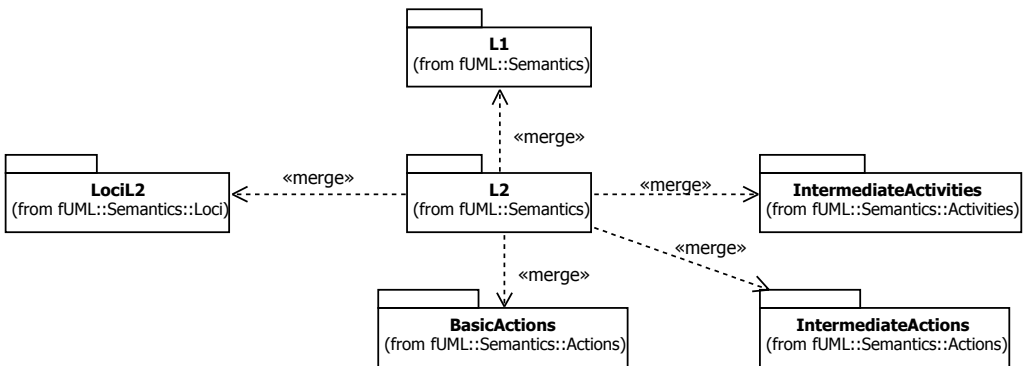 L1
(from fUML::Semantics)
«merge»
LociL2
(from fUML::Semantics::Loci)
«merge»
L2
(from fUML::Semantics)
«merge»
IntermediateActivities
(from fUML::Semantics::Activities)
«merge»
«merge»
BasicActions
(from fUML::Semantics::Actions)
IntermediateActions
(from fUML::Semantics::Actions)